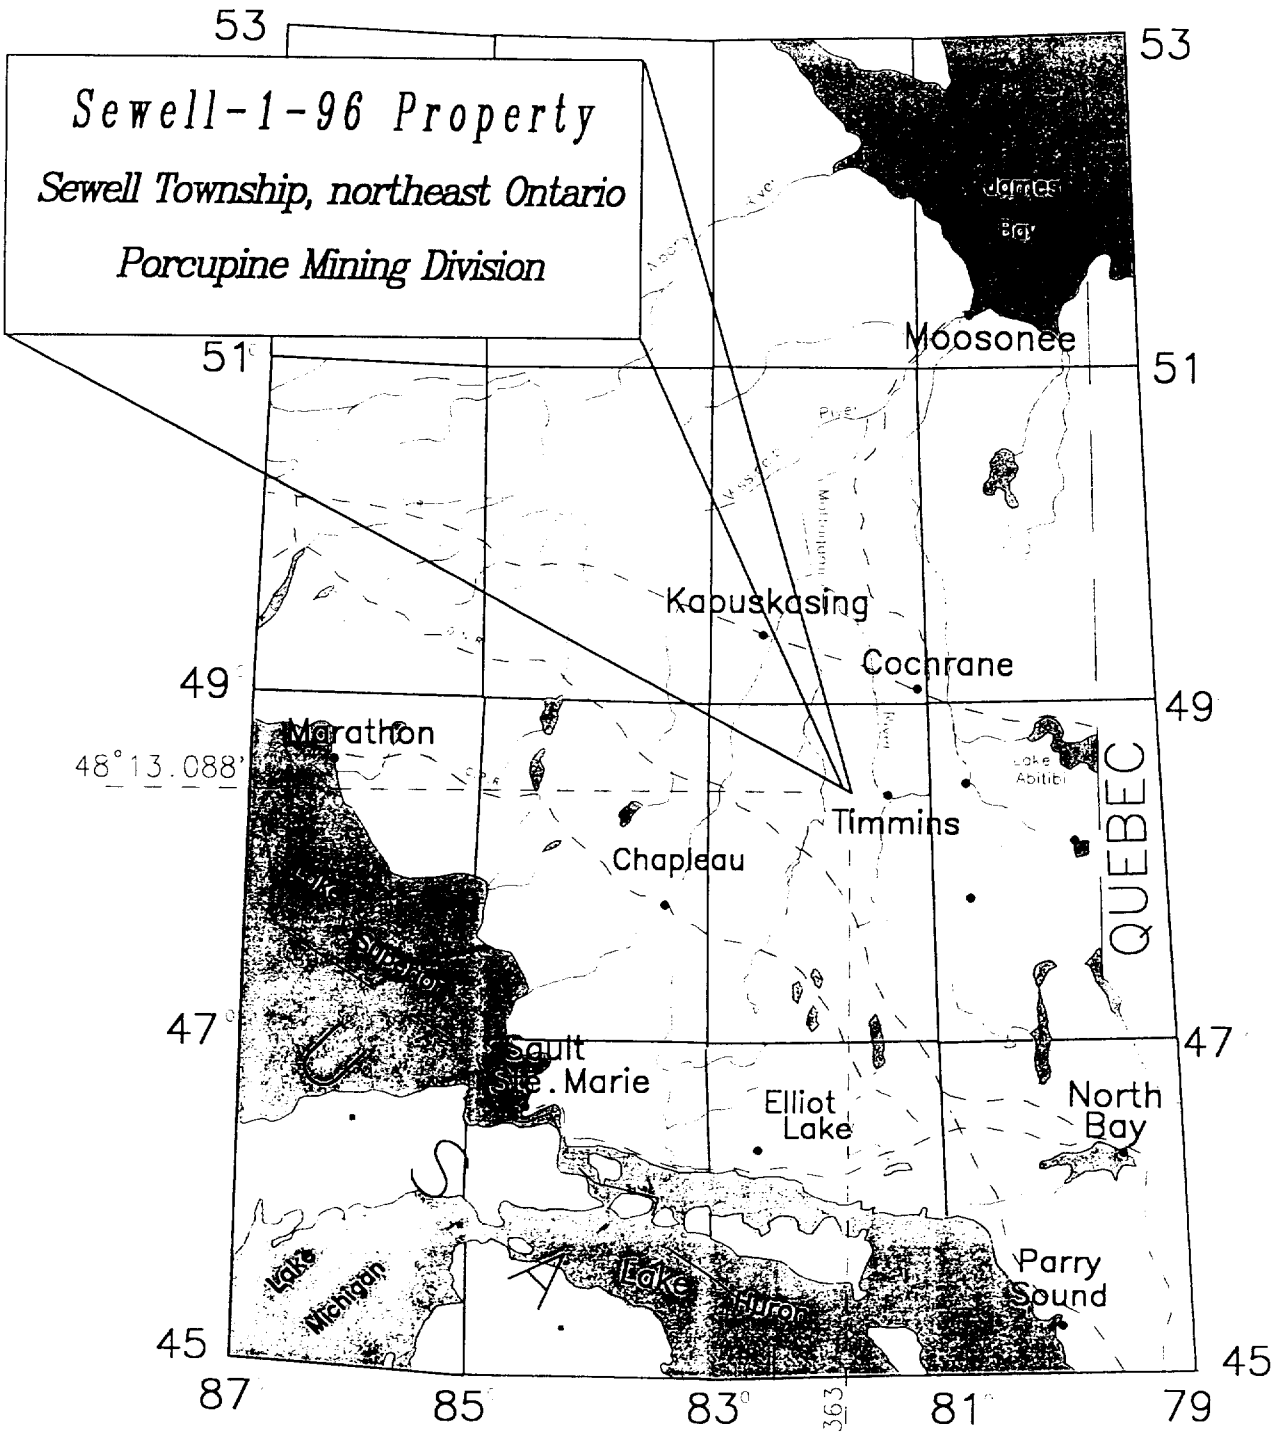 53
53
Sewell-1-96 Property
Sewell Township, northeast Ontario
Porcupine Mining Division
James
Bay
Moosonee
51°
51
River
Kapuskasing
Cochrane
49°
49
River
Marathon
48°13.088'
C.P.R
Lake
Abitibi
QUEBEC
Timmins
Chapleau
Lake
Superior
47°
47
U
Sault
Ste. Marie
Elliot
Lake
North
Bay
S
A
Lake
Michigan
Lake
Huron
Parry
Sound
45
45
87°
85°
83°
363
81°
79